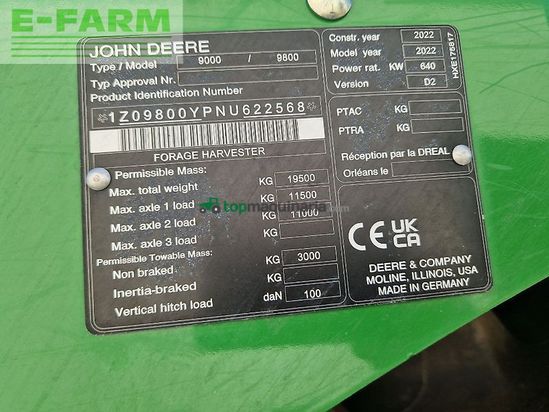 E-FARM
JOHN DEERE
Type / Model 9000 / 9800
Typ Approval Nr.
Product Identification Number
*1Z09800YPNU622568*
FORAGE HARVESTER
Permissible Mass:
Max. total weight KG 19500
Max. axle 1 load KG 11500
Max. axle 2 load KG 11000
Max. axle 3 load KG
Permissible Towable Mass:
Non braked KG 3000
Inertia-braked KG
Vertical hitch load daN 100
Constr. year 2022
Model year 2022
Power rat. KW 640
Version D2
HXE175817
PTAC KG
PTRA KG
Réception par la DREAL
Orléans le
CE UK
CA
DEERE & COMPANY
MOLINE, ILLINOIS, USA
MADE IN GERMANY
topmaquinaria.com